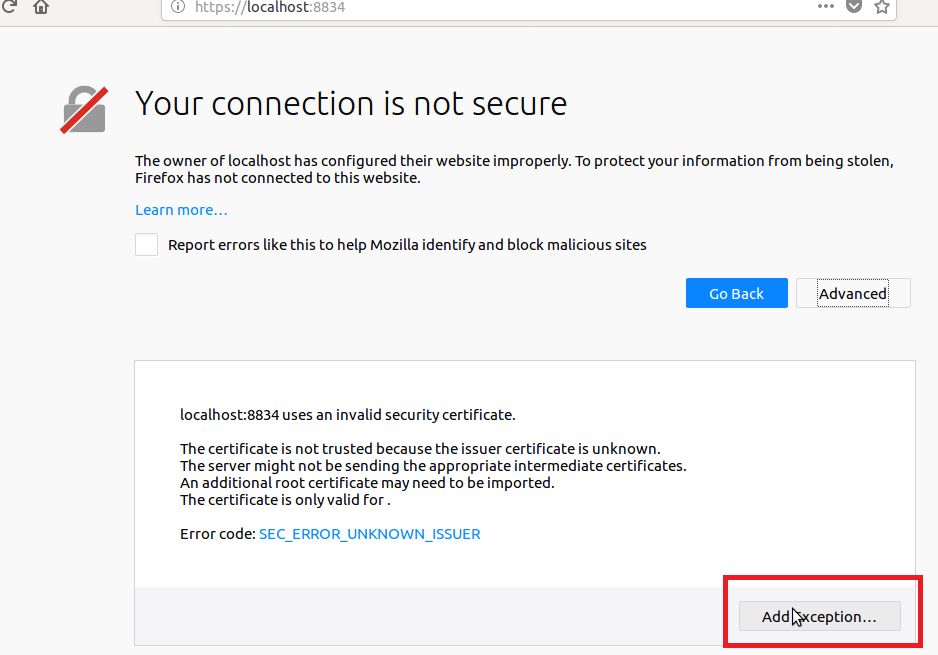 https://localhost:8834
Your connection is not secure
The owner of localhost has configured their website improperly. To protect your information from being stolen,
Firefox has not connected to this website.
Learn more…
Report errors like this to help Mozilla identify and block malicious sites
Go Back
Advanced
localhost:8834 uses an invalid security certificate.
The certificate is not trusted because the issuer certificate is unknown.
The server might not be sending the appropriate intermediate certificates.
An additional root certificate may need to be imported.
The certificate is only valid for .
Error code: SEC_ERROR_UNKNOWN_ISSUER
Add Exception…